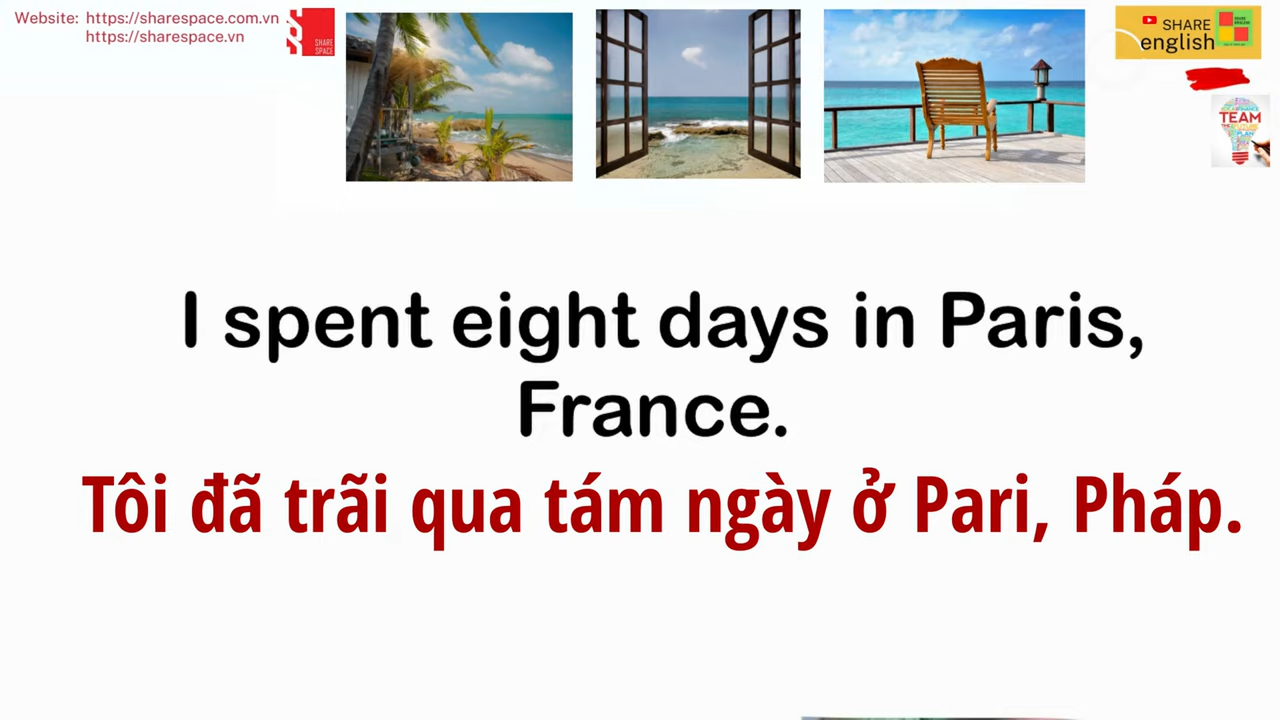 Website: https://sharespace.com.vn
https://sharespace.vn
SHARE
SPACE
SHARE
english
TEAM
PLAN
I spent eight days in Paris,
France.
Tôi đã trãi qua tám ngày ở Pari, Pháp.